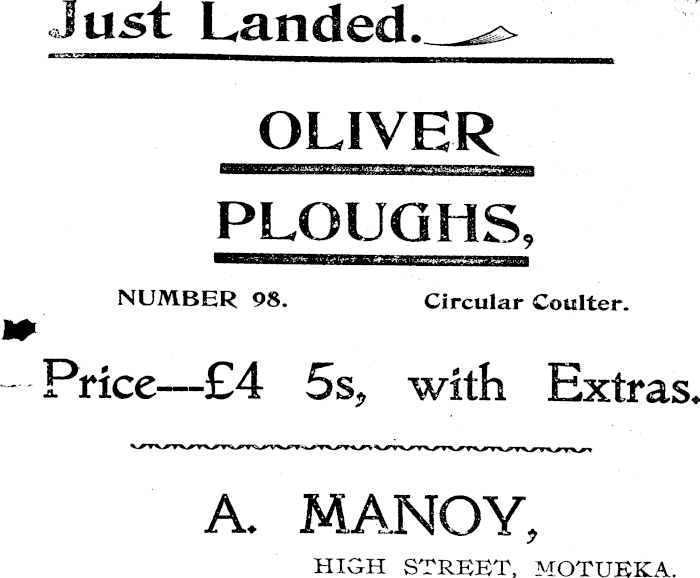 Just Landed.
OLIVER
PLOUGHS,
NUMBER 98. Circular Coulter.
Price—£4 5s, with Extras.
A. MANOY,
HIGH STREET, MOTUEKA.